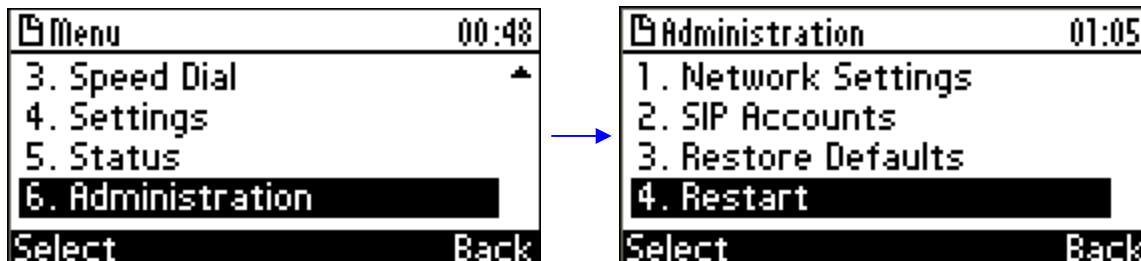 Menu 00:48
3. Speed Dial
4. Settings
5. Status
6. Administration
Select Back
Administration 01:05
1. Network Settings
2. SIP Accounts
3. Restore Defaults
4. Restart
Select Back